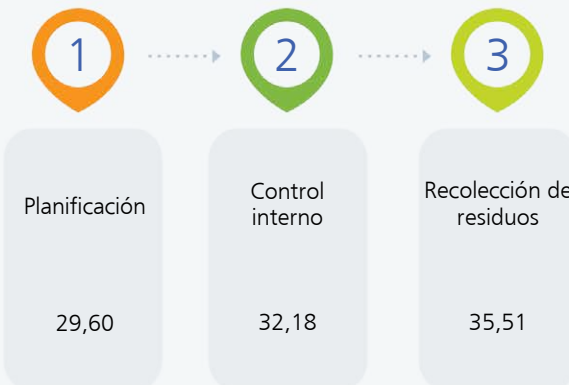 1
2
3
Planificación
29,60
Control
interno
32,18
Recolección de
residuos
35,51